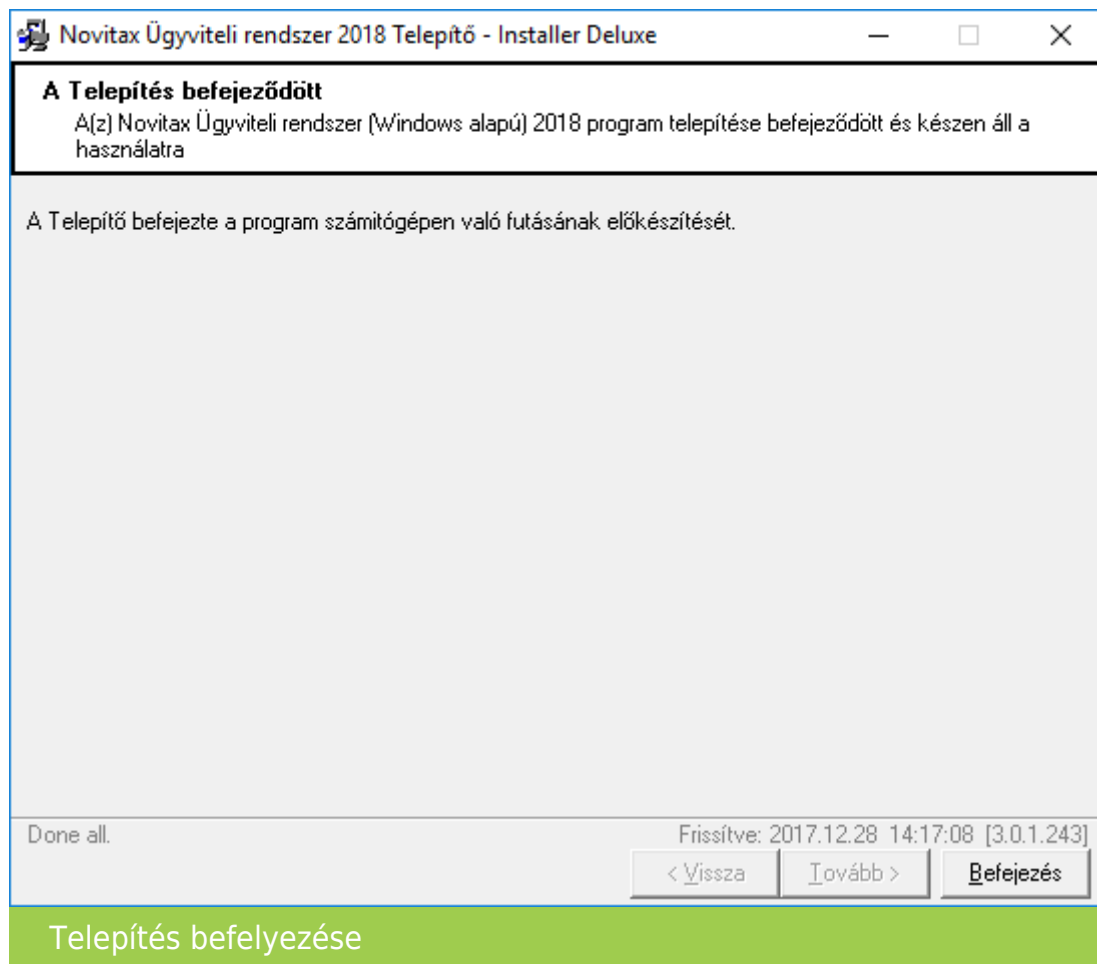 Novitax Ügyviteli rendszer 2018 Telepítő - Installer Deluxe
A Telepítés befejeződött
A(z) Novitax Ügyviteli rendszer (Windows alapú) 2018 program telepítése befejeződött és készen áll a
használatra
A Telepítő befejezte a program számitógépen való futásának előkészítését.
Done all.
Frissítve: 2017.12.28 14:17:08 [3.0.1.243]
< Vissza
Tovább >
Befejezés
Telepítés befelyezése